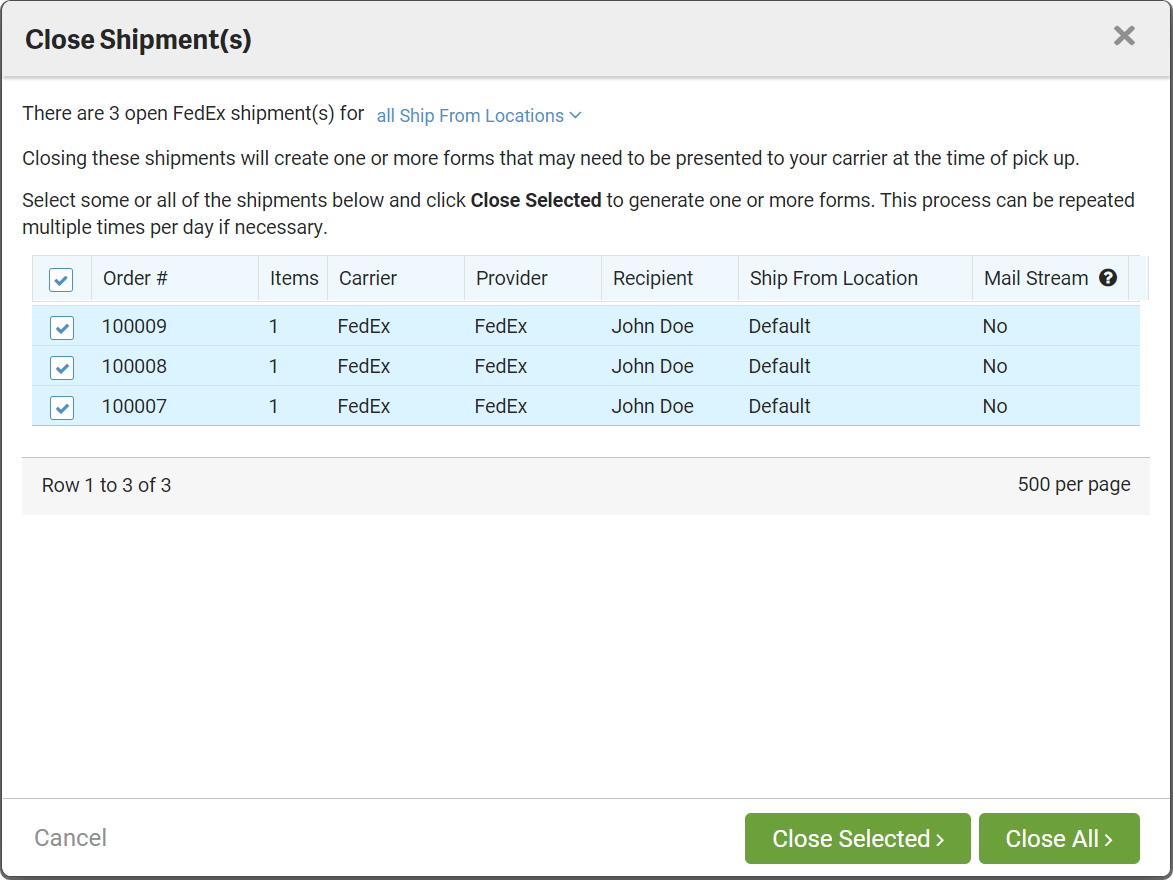 Close Shipment(s)
There are 3 open FedEx shipment(s) for all Ship From Locations
Closing these shipments will create one or more forms that may need to be presented to your carrier at the time of pick up.
Select some or all of the shipments below and click Close Selected to generate one or more forms. This process can be repeated
multiple times per day if necessary.
Order # Items Carrier Provider Recipient Ship From Location Mail Stream ?
100009 1 FedEx FedEx John Doe Default No
100008 1 FedEx FedEx John Doe Default No
100007 1 FedEx FedEx John Doe Default No
Row 1 to 3 of 3 500 per page
Cancel Close Selected › Close All ›